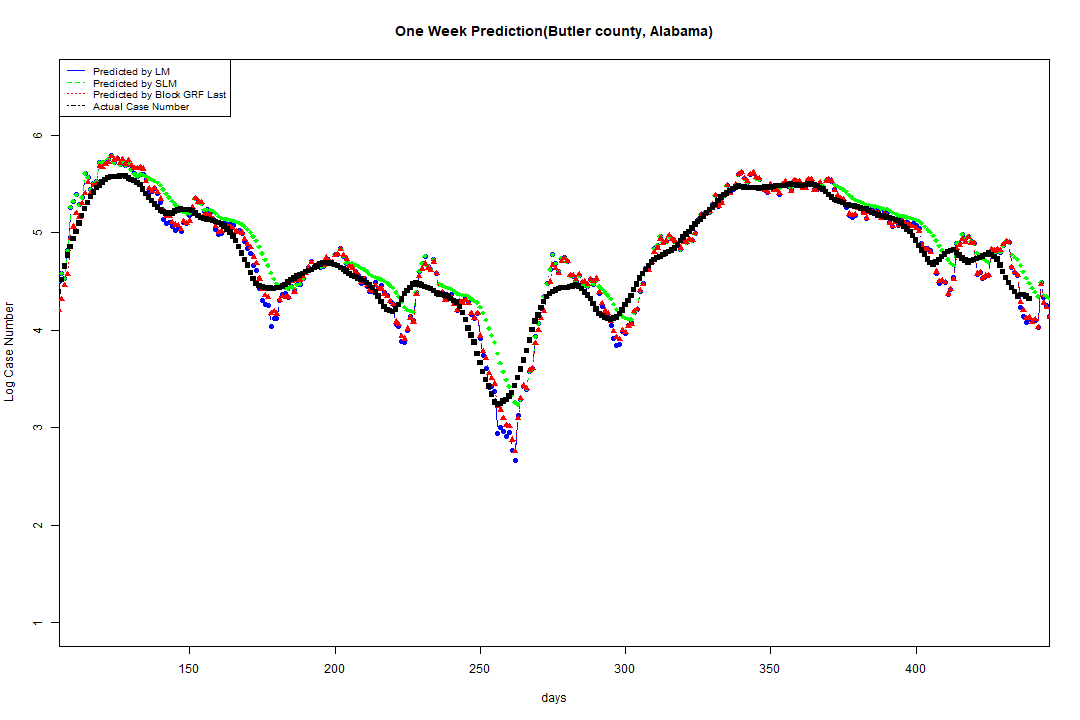 One Week Prediction(Butler county, Alabama)
Predicted by LM
Predicted by SLM
Predicted by Block GRF Last
Actual Case Number
6
5
4
3
2
1
Log Case Number
150 200 250 300 350 400
days